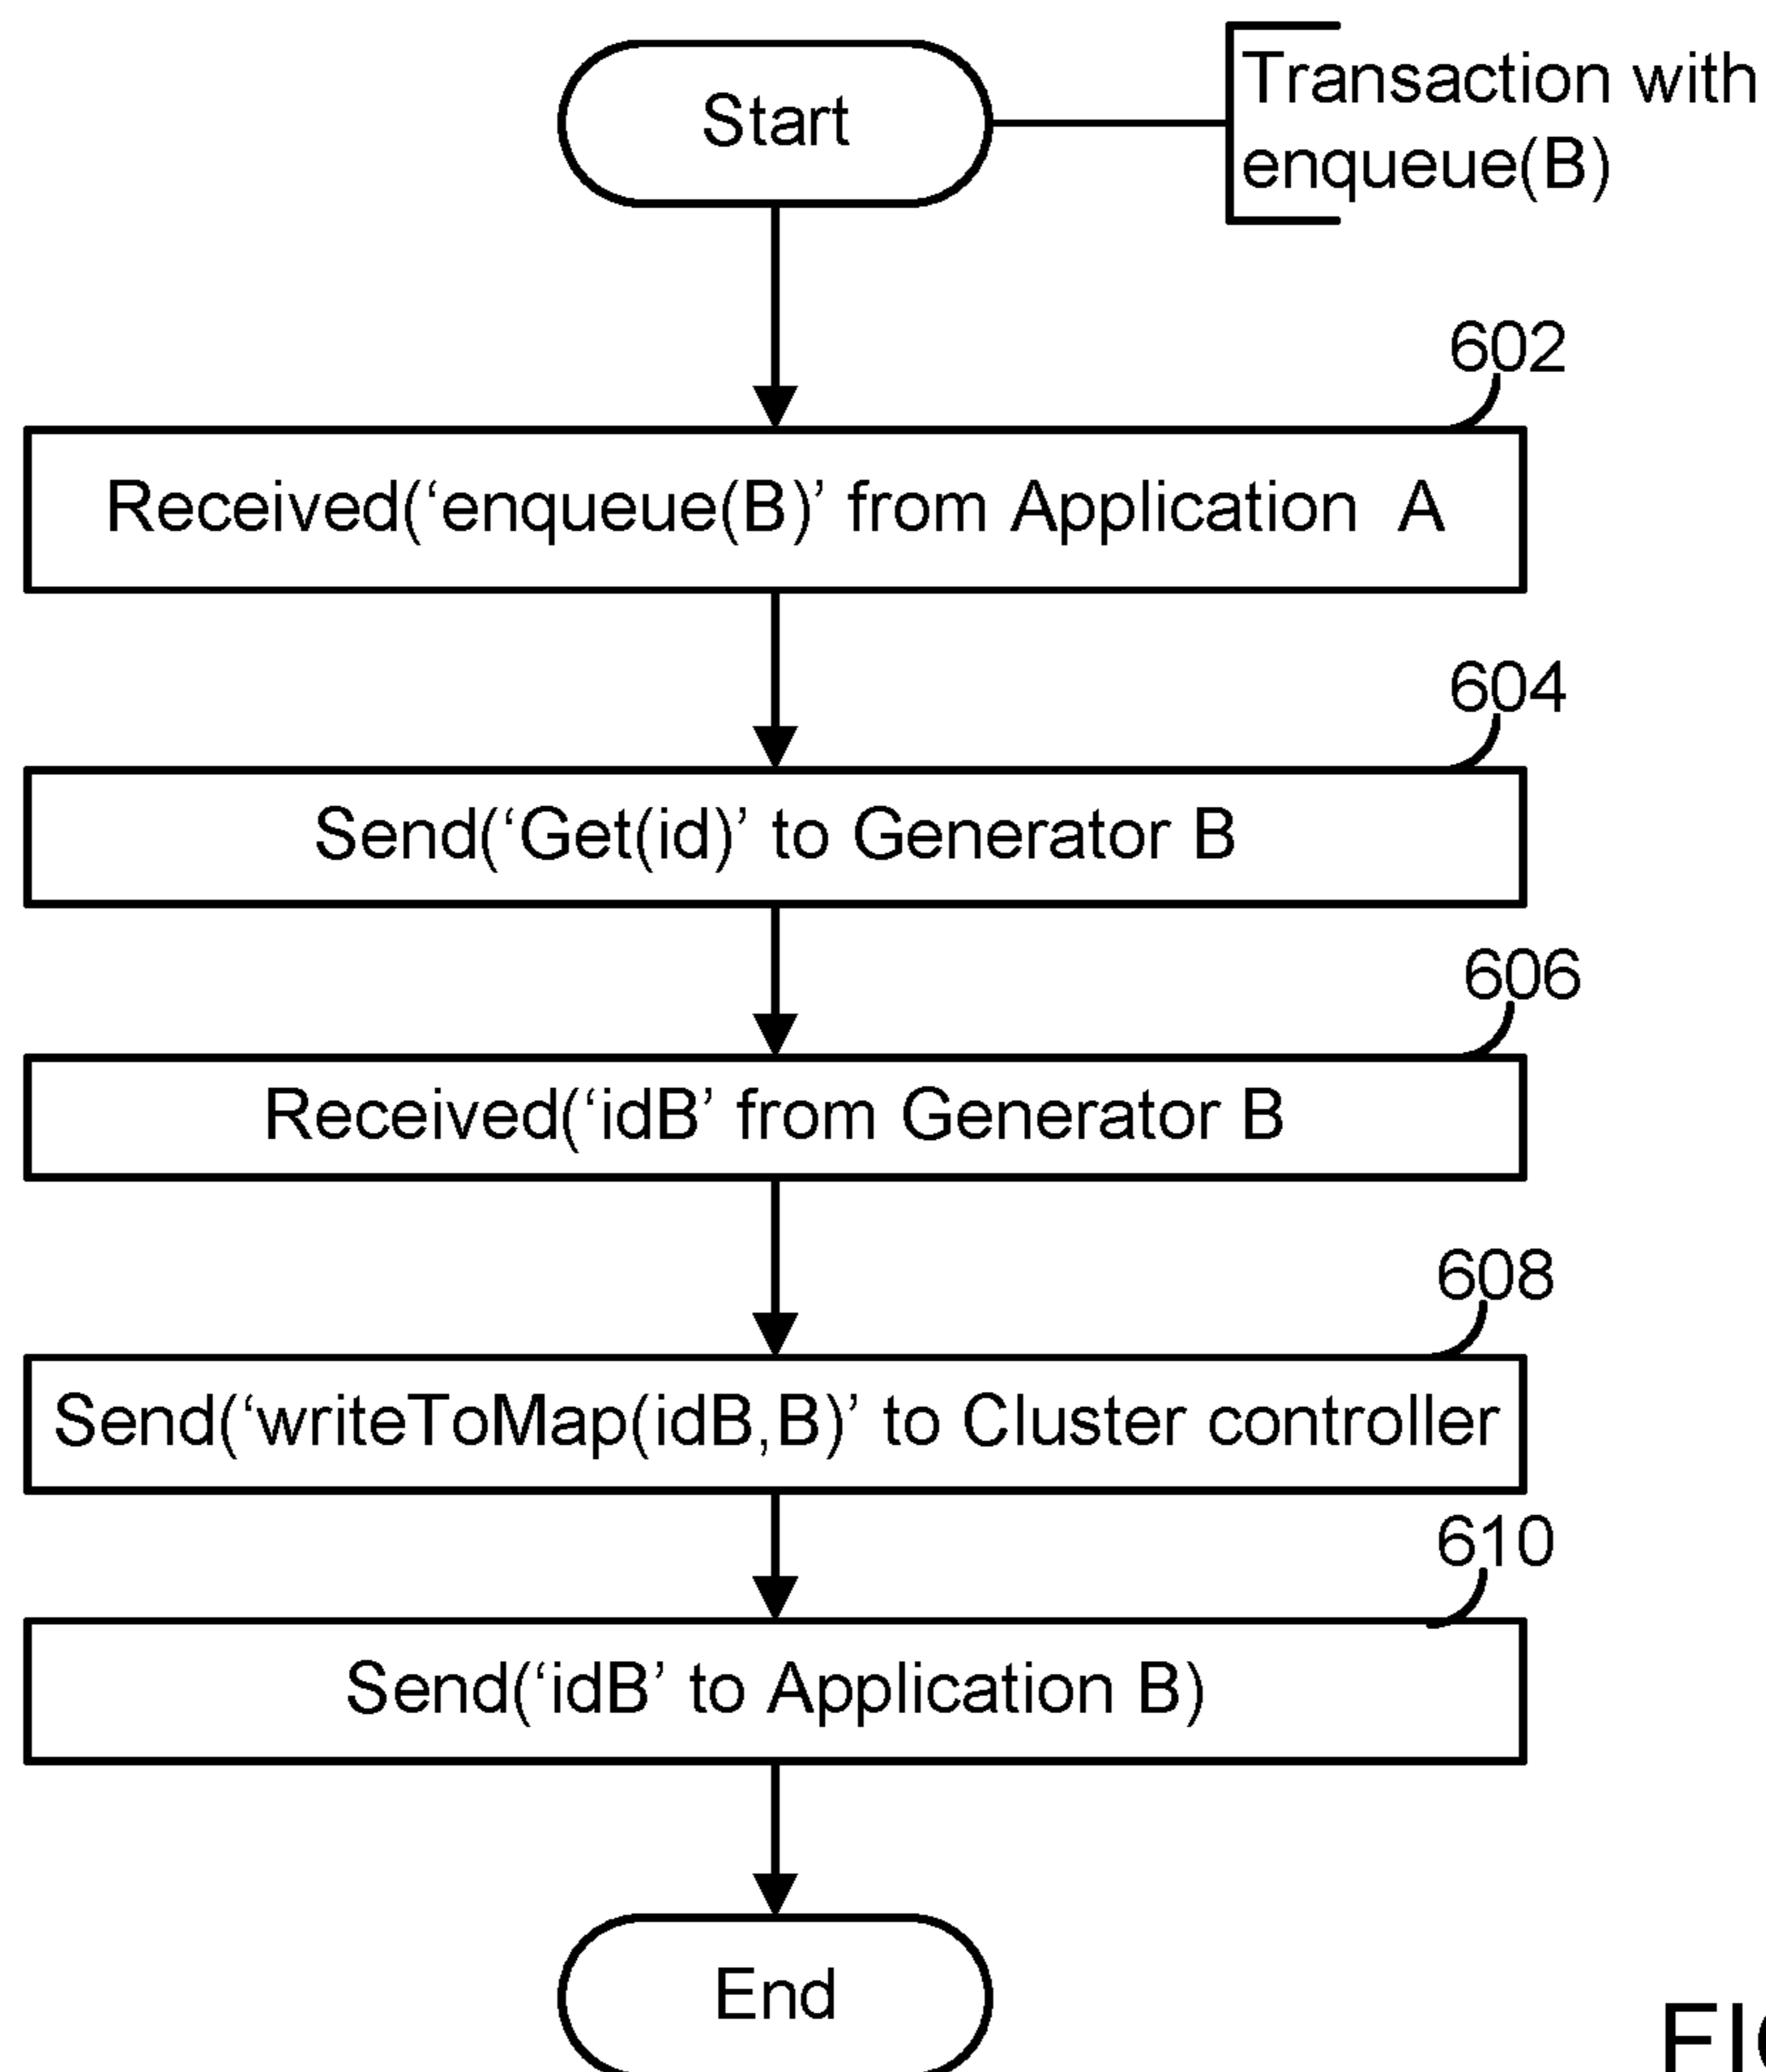 Start
Transaction with
enqueue(B)
602
Received(‘enqueue(B)’ from Application A
604
Send(‘Get(id)’ to Generator B
606
Received(‘idB’ from Generator B
608
Send(‘writeToMap(idB,B)’ to Cluster controller
610
Send(‘idB’ to Application B)
End